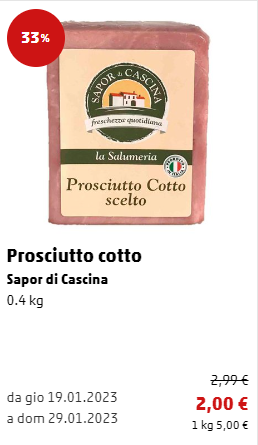 33%
SAPOR di CASCINA
freschezza quotidiana
la Salumeria
Prosciutto Cotto
scelto
Prosciutto cotto
Sapor di Cascina
0.4 kg
2,99 €
da gio 19.01.2023
2,00 €
a dom 29.01.2023
1 kg 5,00 €